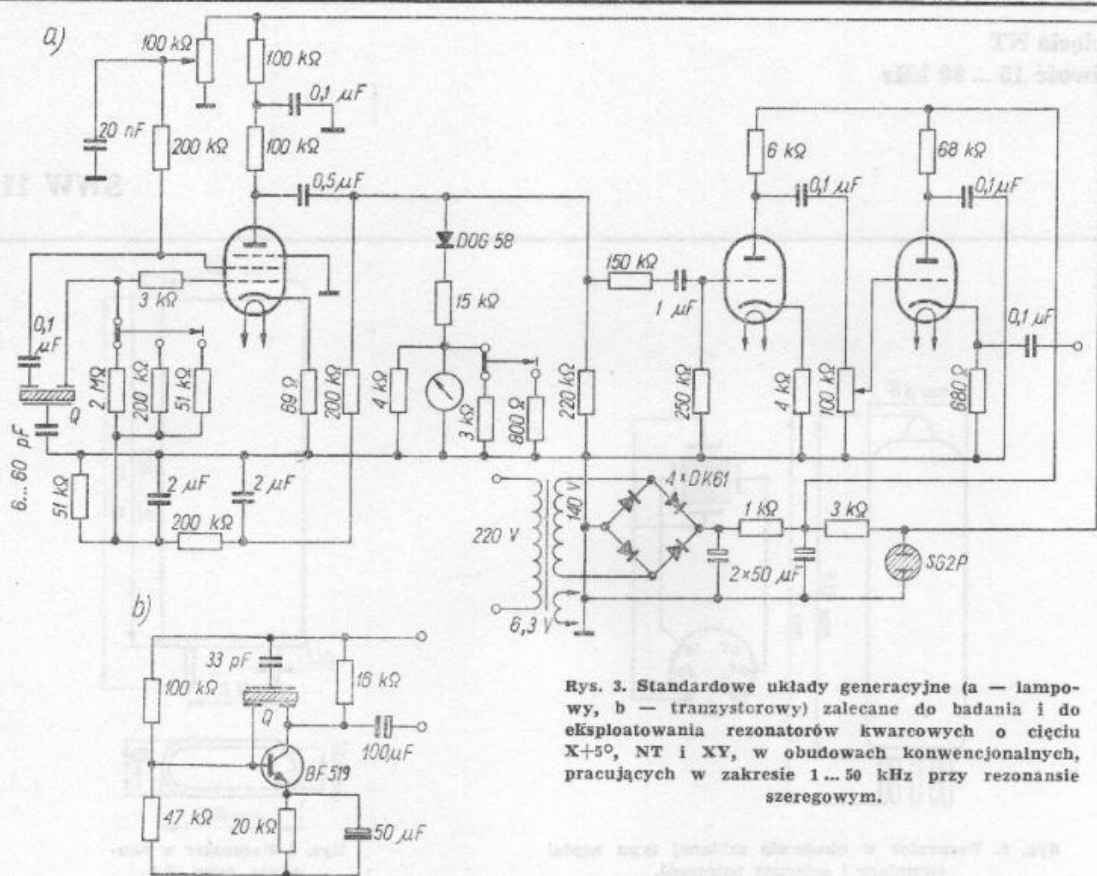 a)
100 kΩ
100 kΩ
0,1 µF
20 nF
200 kΩ
100 kΩ
0,5 µF
3 kΩ
0,1 µF
Q
6... 60 pF
2 MΩ
200 kΩ
51 kΩ
69 Ω
200 kΩ
4 kΩ
DOG 58
15 kΩ
3 kΩ
800 Ω
51 kΩ
2 µF
2 µF
200 kΩ
150 kΩ
1 µF
220 kΩ
250 kΩ
6 kΩ
0,1 µF
4 kΩ
100 kΩ
68 kΩ
0,1 µF
680 Ω
0,1 µF
220 V
140 V
6,3 V
4×DK61
1 kΩ
3 kΩ
2×50 µF
SG2P
b)
33 pF
100 kΩ
Q
16 kΩ
100 µF
BF 519
47 kΩ
20 kΩ
50 µF
Rys. 3. Standardowe układy generacyjne (a — lampo-
wy, b — tranzystorowy) zalecane do badania i do
eksploatowania rezonatorów kwarcowych o cięciu
X+5°, NT i XY, w obudowach konwencjonalnych,
pracujących w zakresie 1 ... 50 kHz przy rezonansie
szeregowym.